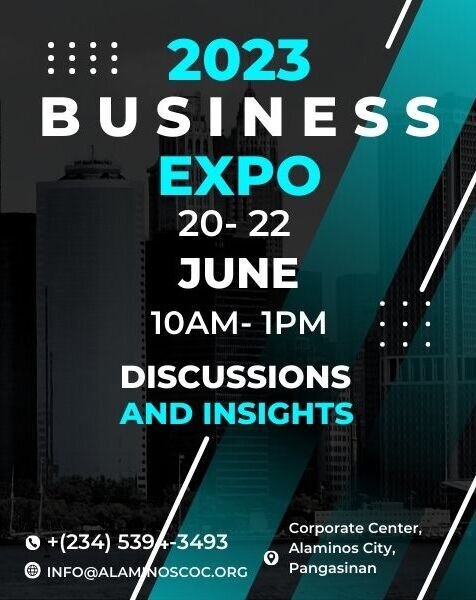 2023
BUSINESS
EXPO
20- 22
JUNE
10AM- 1PM
DISCUSSIONS
AND INSIGHTS
+(234) 5394-3493
INFO@ALAMINOSCOC.ORG
Corporate Center,
Alaminos City,
Pangasinan